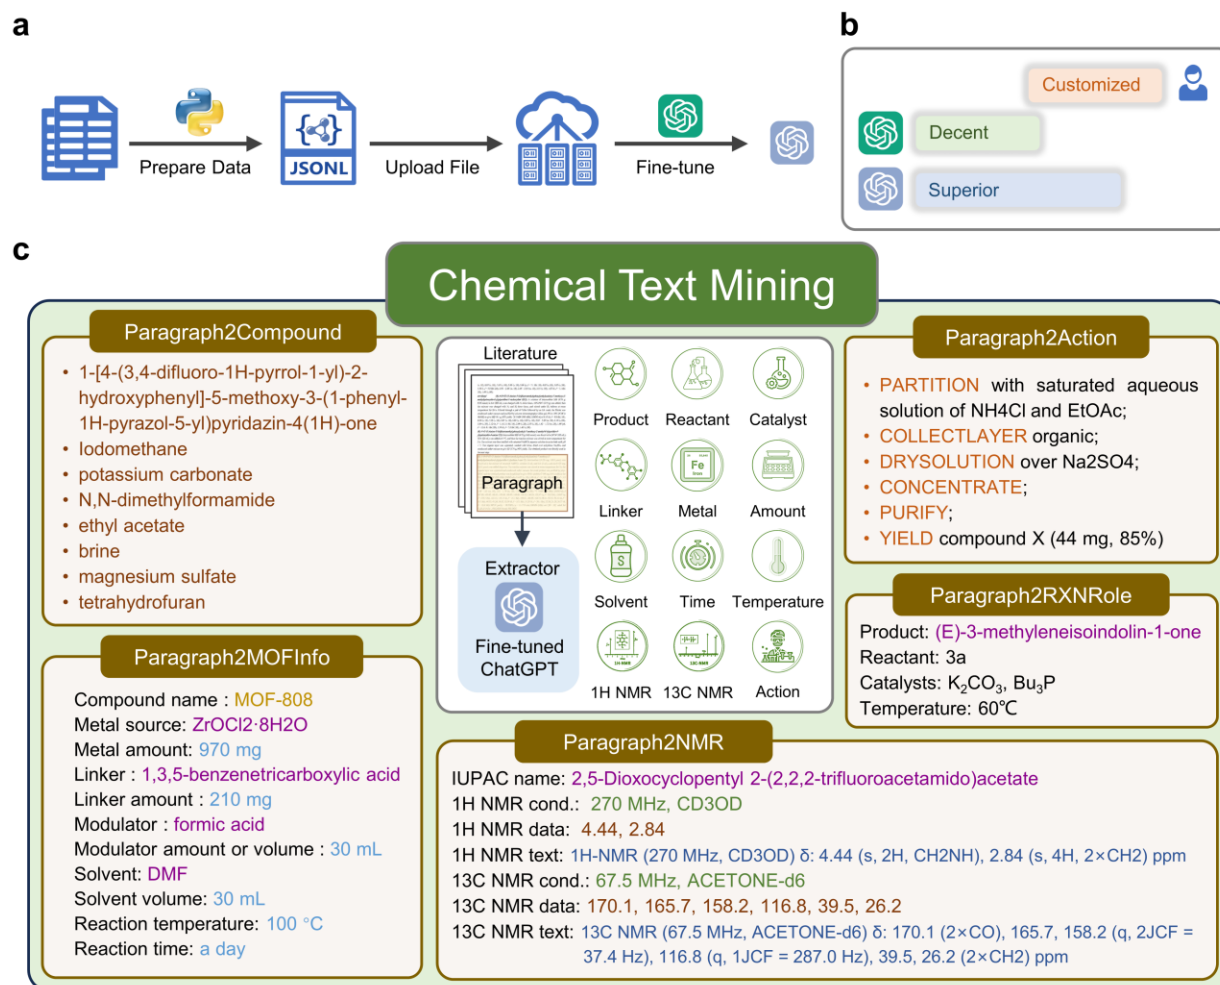 a
Prepare Data
JSONL
Upload File
Fine-tune
b
Customized
Decent
Superior
c
Chemical Text Mining
Paragraph2Compound
• 1-[4-(3,4-difluoro-1H-pyrrol-1-yl)-2-
hydroxyphenyl]-5-methoxy-3-(1-phenyl-
1H-pyrazol-5-yl)pyridazin-4(1H)-one
• Iodomethane
• potassium carbonate
• N,N-dimethylformamide
• ethyl acetate
• brine
• magnesium sulfate
• tetrahydrofuran
Paragraph2MOFInfo
Compound name : MOF-808
Metal source: ZrOCl2·8H2O
Metal amount: 970 mg
Linker : 1,3,5-benzenetricarboxylic acid
Linker amount : 210 mg
Modulator : formic acid
Modulator amount or volume : 30 mL
Solvent: DMF
Solvent volume: 30 mL
Reaction temperature: 100 °C
Reaction time: a day
Literature
Paragraph
Extractor
Fine-tuned
ChatGPT
Product Reactant Catalyst
Fe
Linker Metal Amount
S
Solvent Time Temperature
1H NMR 13C NMR
1H NMR 13C NMR Action
Paragraph2Action
• PARTITION with saturated aqueous
solution of NH4Cl and EtOAc;
• COLLECTLAYER organic;
• DRYSOLUTION over Na2SO4;
• CONCENTRATE;
• PURIFY;
• YIELD compound X (44 mg, 85%)
Paragraph2RXNRole
Product: (E)-3-methyleneisoindolin-1-one
Reactant: 3a
Catalysts: K₂CO₃, Bu₃P
Temperature: 60℃
Paragraph2NMR
IUPAC name: 2,5-Dioxocyclopentyl 2-(2,2,2-trifluoroacetamido)acetate
1H NMR cond.: 270 MHz, CD3OD
1H NMR data: 4.44, 2.84
1H NMR text: 1H-NMR (270 MHz, CD3OD) δ: 4.44 (s, 2H, CH2NH), 2.84 (s, 4H, 2×CH2) ppm
13C NMR cond.: 67.5 MHz, ACETONE-d6
13C NMR data: 170.1, 165.7, 158.2, 116.8, 39.5, 26.2
13C NMR text: 13C NMR (67.5 MHz, ACETONE-d6) δ: 170.1 (2×CO), 165.7, 158.2 (q, 2JCF =
37.4 Hz), 116.8 (q, 1JCF = 287.0 Hz), 39.5, 26.2 (2×CH2) ppm